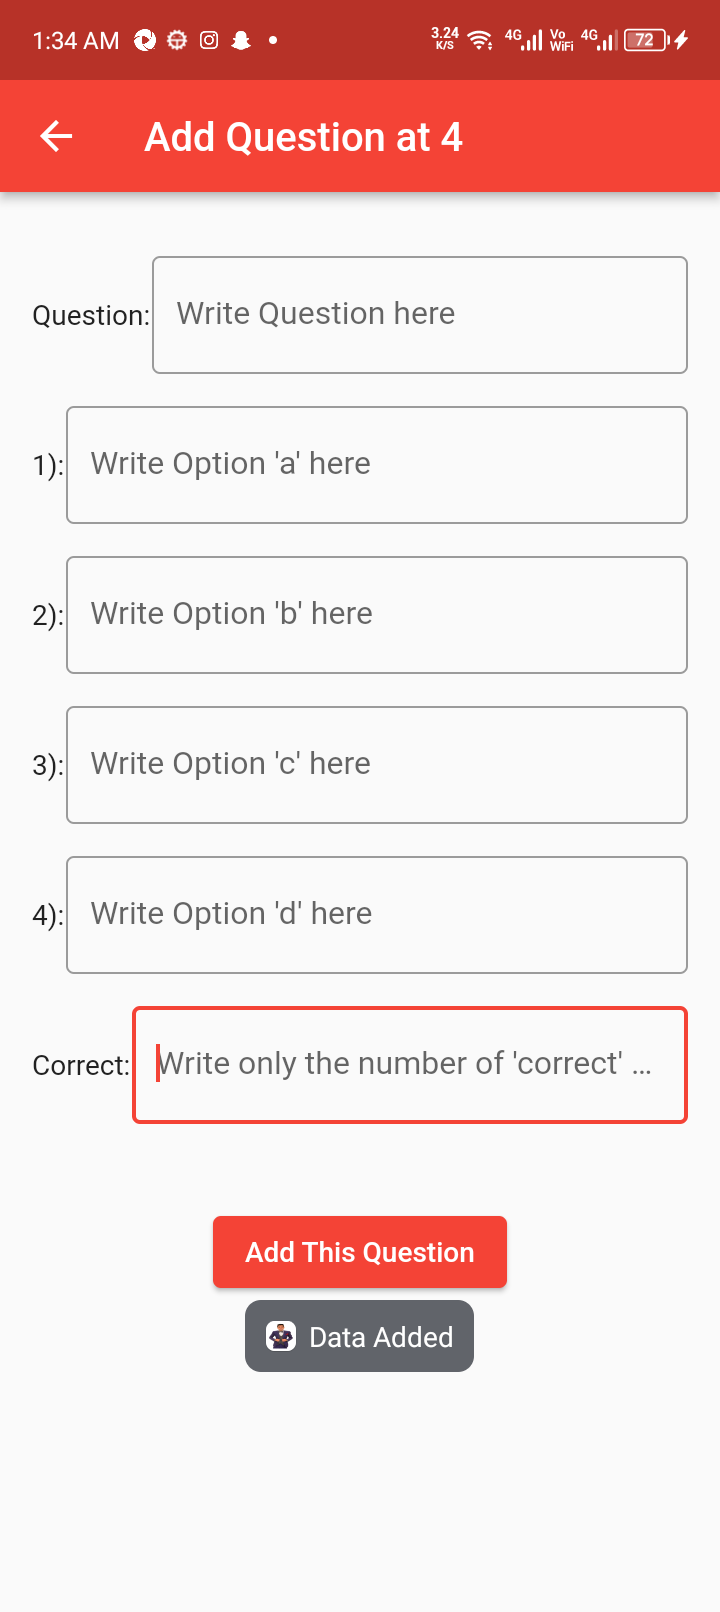 1:34 AM 3.24 K/S 4G Vo WiFi 4G 72
Add Question at 4
Question: Write Question here
1): Write Option 'a' here
2): Write Option 'b' here
3): Write Option 'c' here
4): Write Option 'd' here
Correct: Write only the number of 'correct' ...
Add This Question
Data Added